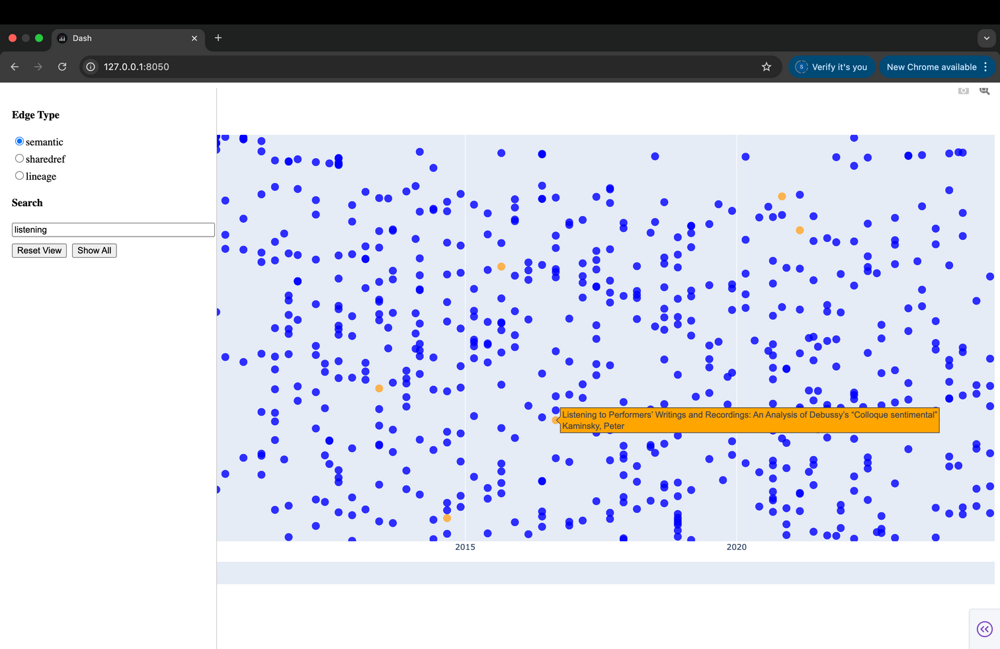 Dash
127.0.0.1:8050
S
Verify it's you
New Chrome available
Edge Type
semantic
sharedref
lineage
Search
listening
Reset View
Show All
Listening to Performers’ Writings and Recordings: An Analysis of Debussy’s “Colloque sentimental”
Kaminsky, Peter
2015
2020